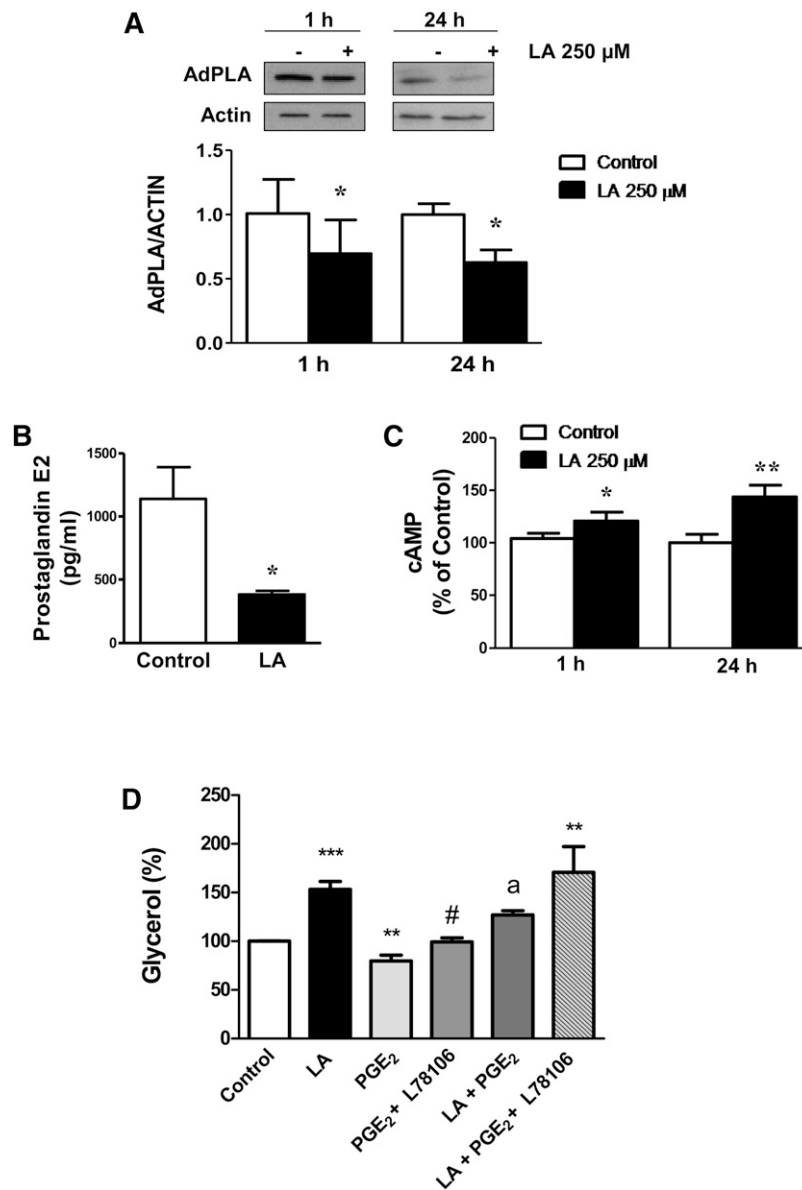 A
1 h 24 h
- + - + LA 250 μM
AdPLA
Actin
AdPLA/ACTIN
1.5
1.0
0.5
0.0
* *
1 h 24 h
Control
LA 250 μM
B
Prostaglandin E2
(pg/ml)
1500
1000
500
0
*
Control LA
C
Control
LA 250 μM
cAMP
(% of Control)
200
150
100
50
0
* **
1 h 24 h
D
Glycerol (%)
250
200
150
100
50
0
*** ** # a **
Control
LA
PGE₂
PGE₂ + L78106
LA + PGE₂
LA + PGE₂ + L78106